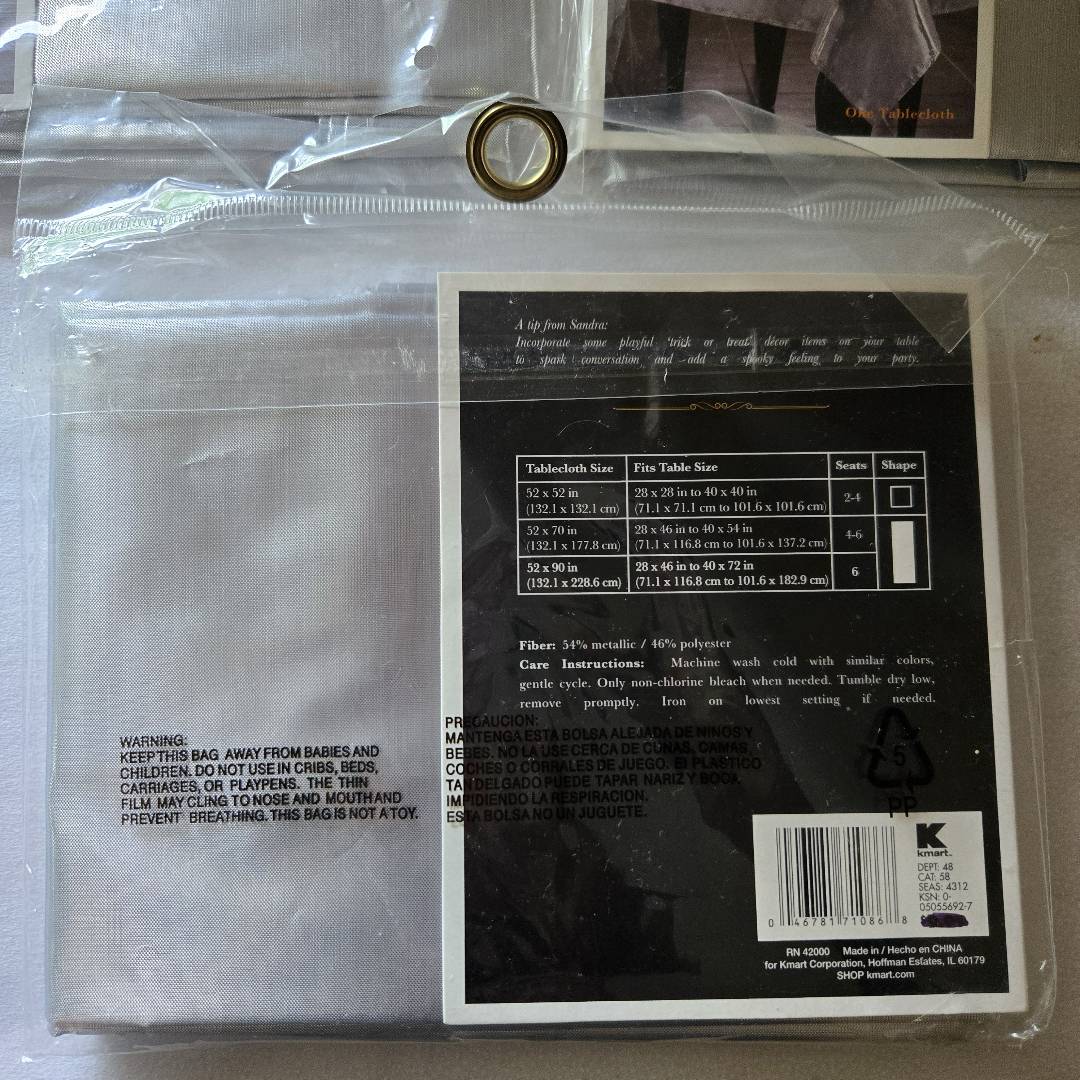 One Tablecloth
A tip from Sandra:
Incorporate some playful 'trick or treat' décor items on your table
to spark conversation and add a spooky feeling to your party.
Tablecloth Size Fits Table Size Seats Shape
52 x 52 in 28 x 28 in to 40 x 40 in 2-4
(132.1 x 132.1 cm) (71.1 x 71.1 cm to 101.6 x 101.6 cm)
52 x 70 in 28 x 46 in to 40 x 54 in 4-6
(132.1 x 177.8 cm) (71.1 x 116.8 cm to 101.6 x 137.2 cm)
52 x 90 in 28 x 46 in to 40 x 72 in 6
(132.1 x 228.6 cm) (71.1 x 116.8 cm to 101.6 x 182.9 cm)
Fiber: 54% metallic / 46% polyester
Care Instructions: Machine wash cold with similar colors,
gentle cycle. Only non-chlorine bleach when needed. Tumble dry low,
remove promptly. Iron on lowest setting if needed.
WARNING:
KEEP THIS BAG AWAY FROM BABIES AND
CHILDREN. DO NOT USE IN CRIBS, BEDS,
CARRIAGES, OR PLAYPENS. THE THIN
FILM MAY CLING TO NOSE AND MOUTH AND
PREVENT BREATHING. THIS BAG IS NOT A TOY.
PRECAUCION:
MANTENGA ESTA BOLSA ALEJADA DE NINOS Y
BEBES. NO LA USE CERCA DE CUNAS, CAMAS,
COCHES O CORRALES DE JUEGO. El PLASTICO
TAN DELGADO PUEDE TAPAR NARIZ Y BOCA.
IMPIDIENDO LA RESPIRACION.
ESTA BOLSA NO UN JUGUETE.
5
PP
K
kmart.
DEPT: 48
CAT: 58
SEAS: 4312
KSN: 0-
05055692-7
0 46781 71086 8
RN 42000 Made in / Hecho en CHINA
for Kmart Corporation, Hoffman Estates, IL 60179
SHOP kmart.com